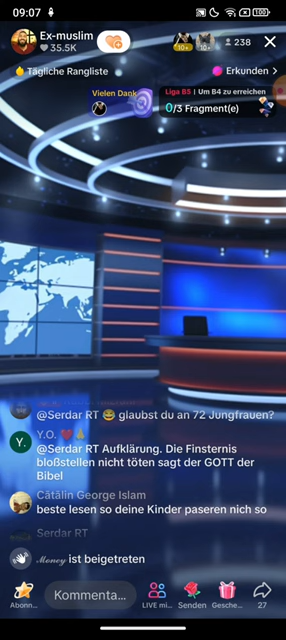 09:07
100
Ex-muslim
35.5K
10+
10+
238
Tägliche Rangliste
Erkunden
Vielen Dank
Liga B5 | Um B4 zu erreichen
0/3 Fragment(e)
@Serdar RT 😂 glaubst du an 72 Jungfrauen?
Y.
Y.O. ❤️🙏
@Serdar RT Aufklärung. Die Finsternis
bloßstellen nicht töten sagt der GOTT der
Bibel
Cătălin George Islam
beste lesen so deine Kinder paseren nich so
Serdar RT
Money ist beigetreten
Kommenta...
Abonn...
LIVE mi...
Senden
Gesche...
27